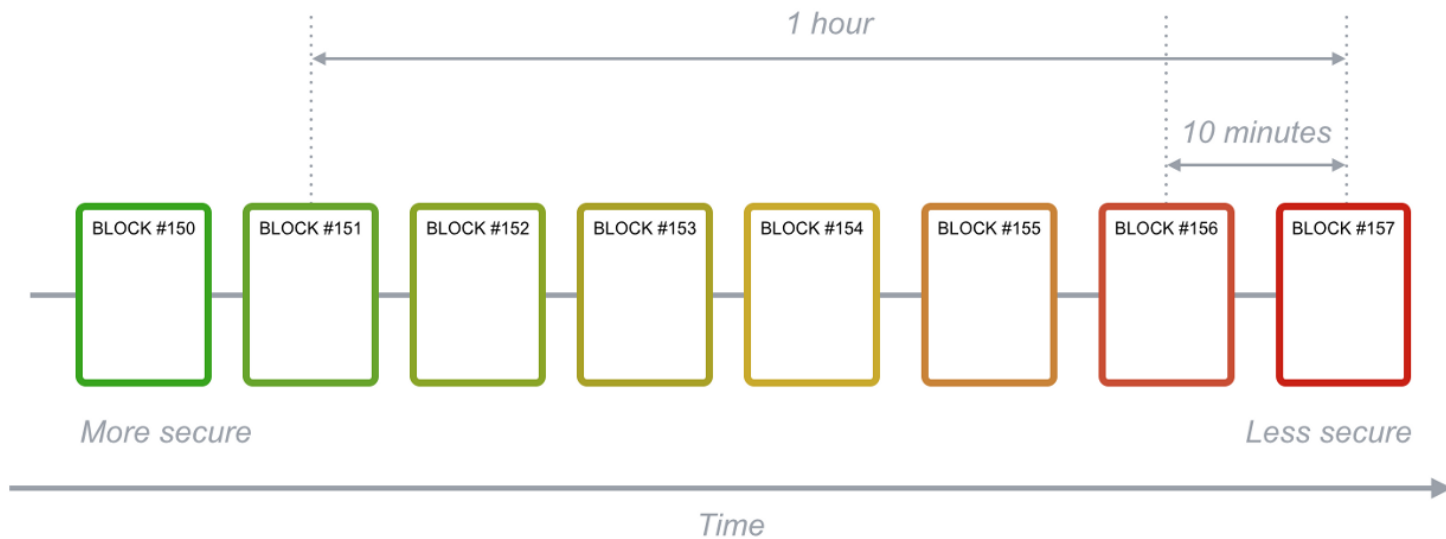 1 hour
10 minutes
BLOCK #150
BLOCK #151
BLOCK #152
BLOCK #153
BLOCK #154
BLOCK #155
BLOCK #156
BLOCK #157
More secure
Less secure
Time